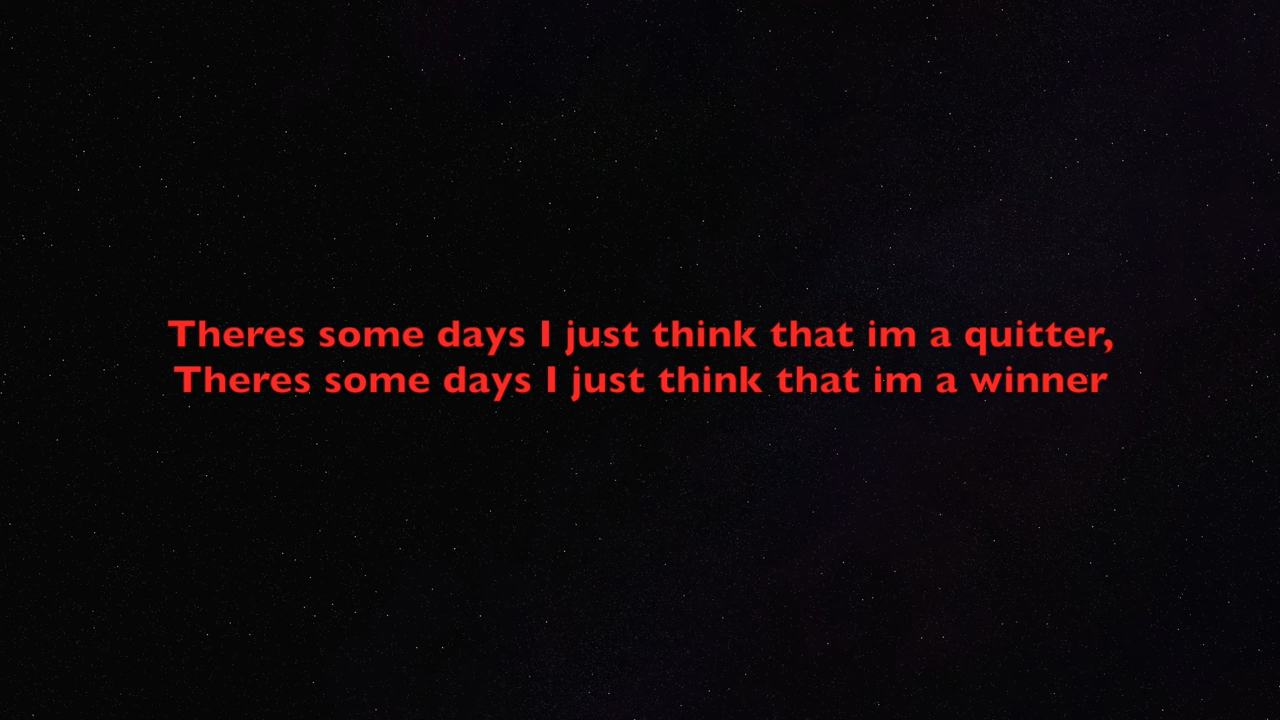 Theres some days I just think that im a quitter,
Theres some days I just think that im a winner